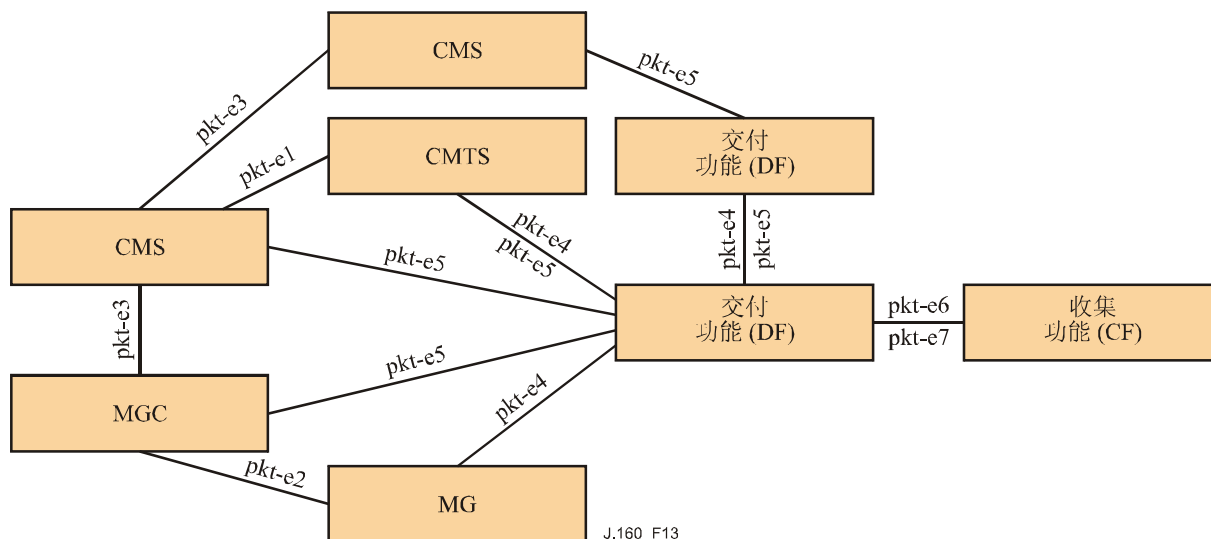 CMS
pkt-e5
pkt-e3
pkt-e1
CMTS
交付
功能 (DF)
pkt-e4
pkt-e5
pkt-e4
pkt-e5
CMS
pkt-e5
pkt-e3
交付
功能 (DF)
pkt-e6
pkt-e7
收集
功能 (CF)
pkt-e5
pkt-e4
MGC
pkt-e2
MG
J.160_F13